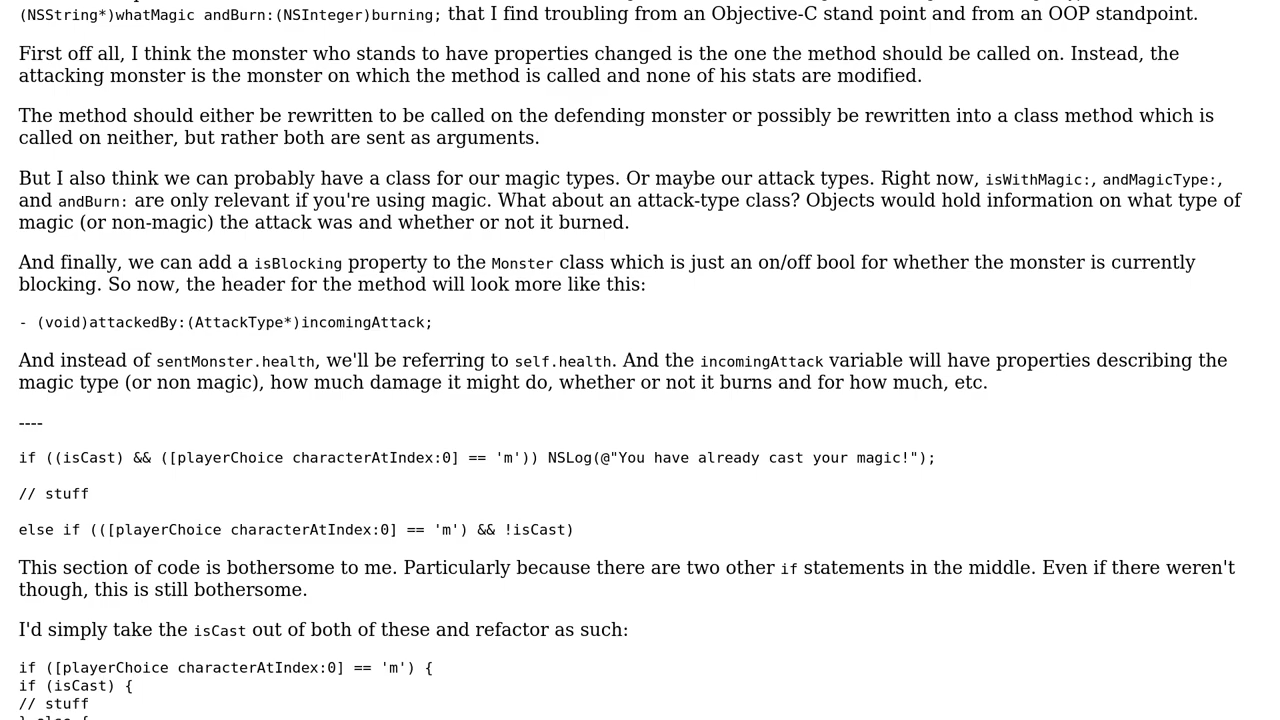 (NSString*)whatMagic andBurn:(NSInteger)burning; that I find troubling from an Objective-C stand point and from an OOP standpoint.
First off all, I think the monster who stands to have properties changed is the one the method should be called on. Instead, the
attacking monster is the monster on which the method is called and none of his stats are modified.
The method should either be rewritten to be called on the defending monster or possibly be rewritten into a class method which is
called on neither, but rather both are sent as arguments.
But I also think we can probably have a class for our magic types. Or maybe our attack types. Right now, isWithMagic:, andMagicType:,
and andBurn: are only relevant if you're using magic. What about an attack-type class? Objects would hold information on what type of
magic (or non-magic) the attack was and whether or not it burned.
And finally, we can add a isBlocking property to the Monster class which is just an on/off bool for whether the monster is currently
blocking. So now, the header for the method will look more like this:
- (void)attackedBy:(AttackType*)incomingAttack;
And instead of sentMonster.health, we'll be referring to self.health. And the incomingAttack variable will have properties describing the
magic type (or non magic), how much damage it might do, whether or not it burns and for how much, etc.
----
if ((isCast) && ([playerChoice characterAtIndex:0] == 'm')) NSLog(@"You have already cast your magic!");
// stuff
else if (([playerChoice characterAtIndex:0] == 'm') && !isCast)
This section of code is bothersome to me. Particularly because there are two other if statements in the middle. Even if there weren't
though, this is still bothersome.
I'd simply take the isCast out of both of these and refactor as such:
if ([playerChoice characterAtIndex:0] == 'm') {
if (isCast) {
// stuff